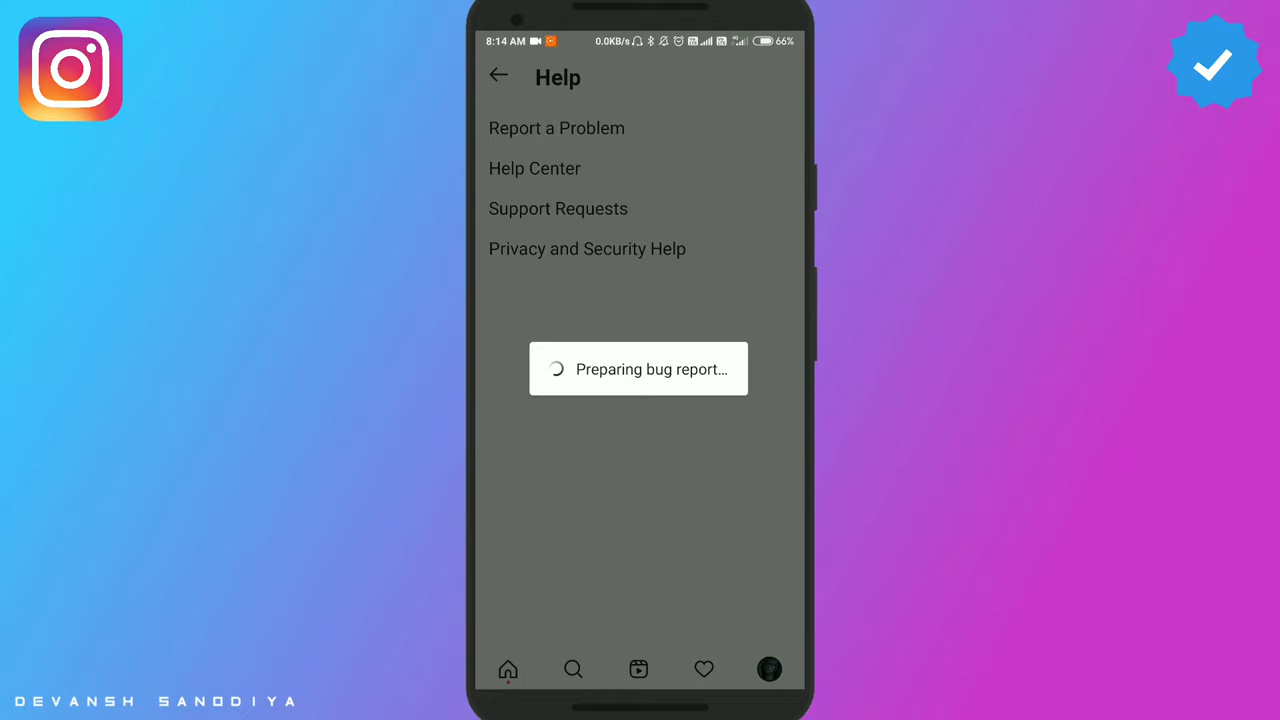 8:14 AM 0.0KB/s 66%
Help
Report a Problem
Help Center
Support Requests
Privacy and Security Help
Preparing bug report...
DEVANSH SANODIYA